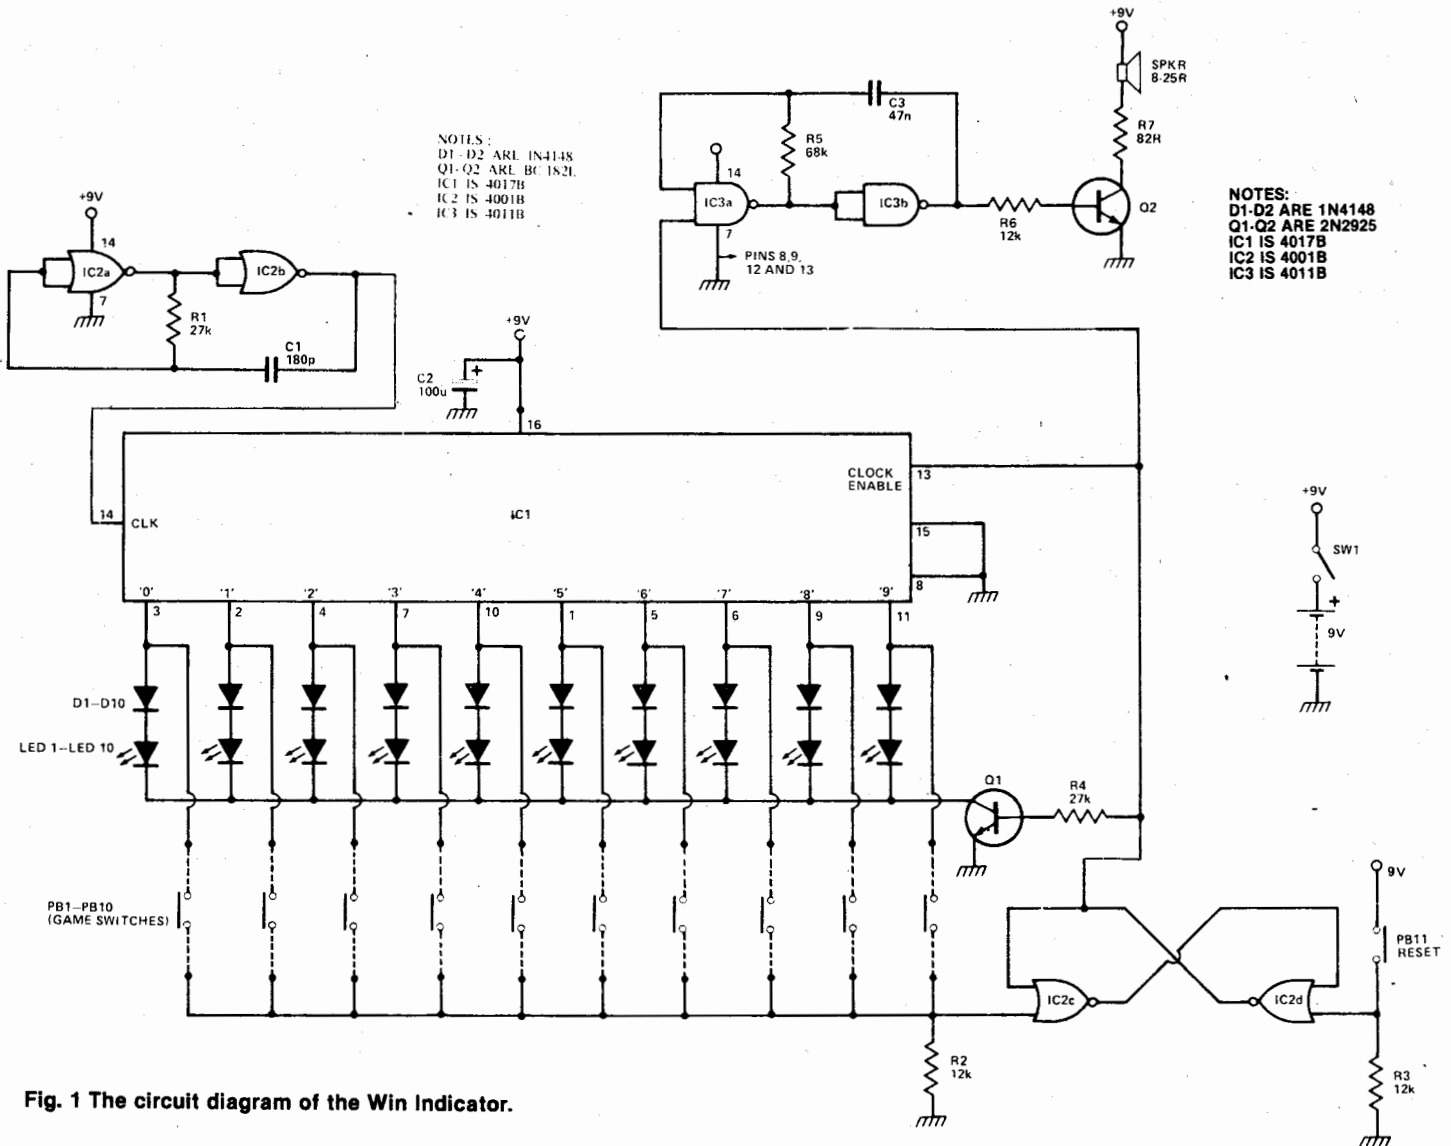 +9V
SPKR
8-25R
R7
82R
C3
47n
R5
68k
14
IC3a
7
IC3b
R6
12k
Q2
PINS 8,9,
12 AND 13
NOTES:
D1-D2 ARE 1N4148
Q1-Q2 ARE BC 182L
IC1 IS 4017B
IC2 IS 4001B
IC3 IS 4011B
NOTES:
D1-D2 ARE 1N4148
Q1-Q2 ARE 2N2925
IC1 IS 4017B
IC2 IS 4001B
IC3 IS 4011B
+9V
14
IC2a
7
IC2b
R1
27k
C1
180p
+9V
C2
100u
+
16
CLOCK
ENABLE
13
14
CLK
IC1
15
8
'0' '1' '2' '3' '4' '5' '6' '7' '8' '9'
3 2 4 7 10 1 5 6 9 11
+9V
SW1
+
9V
D1–D10
LED 1–LED 10
Q1
R4
27k
PB1–PB10
(GAME SWITCHES)
9V
PB11
RESET
IC2c
IC2d
R2
12k
R3
12k
Fig. 1 The circuit diagram of the Win Indicator.